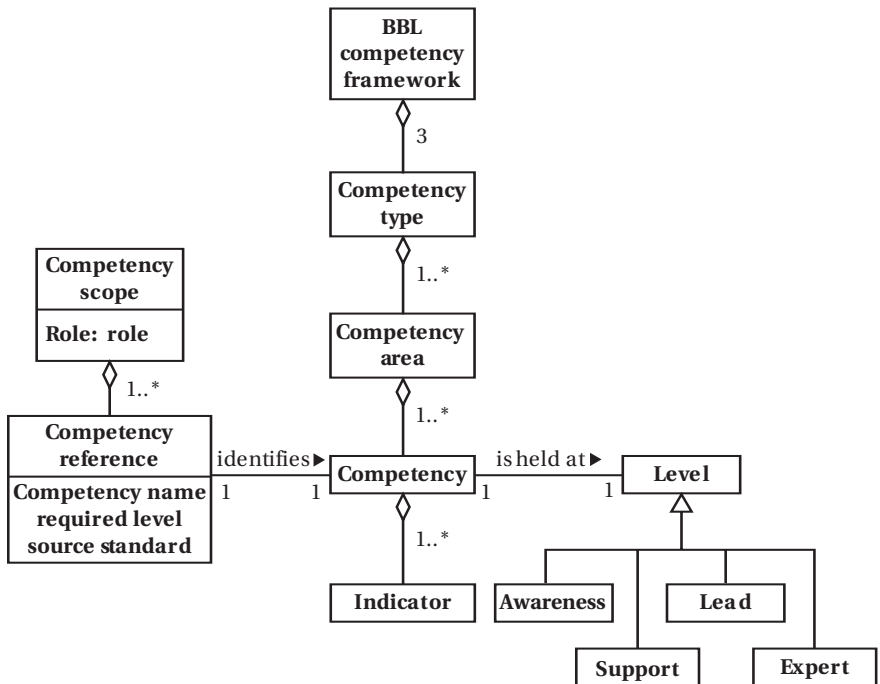 BBL
competency
framework
3
Competency
type
1..*
Competency
scope
Role: role
1..*
Competency
area
1..*
Competency
reference
Competency name
required level
source standard
identifies ▶
1
1
Competency
is held at ▶
1
1
Level
1..*
Indicator
Awareness
Lead
Support
Expert